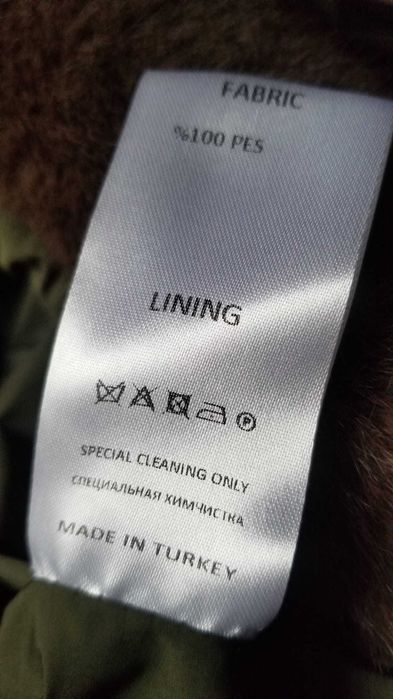 FABRIC
%100 PES
LINING
P
SPECIAL CLEANING ONLY
СПЕЦИАЛЬНАЯ ХИМЧИСТКА
MADE IN TURKEY